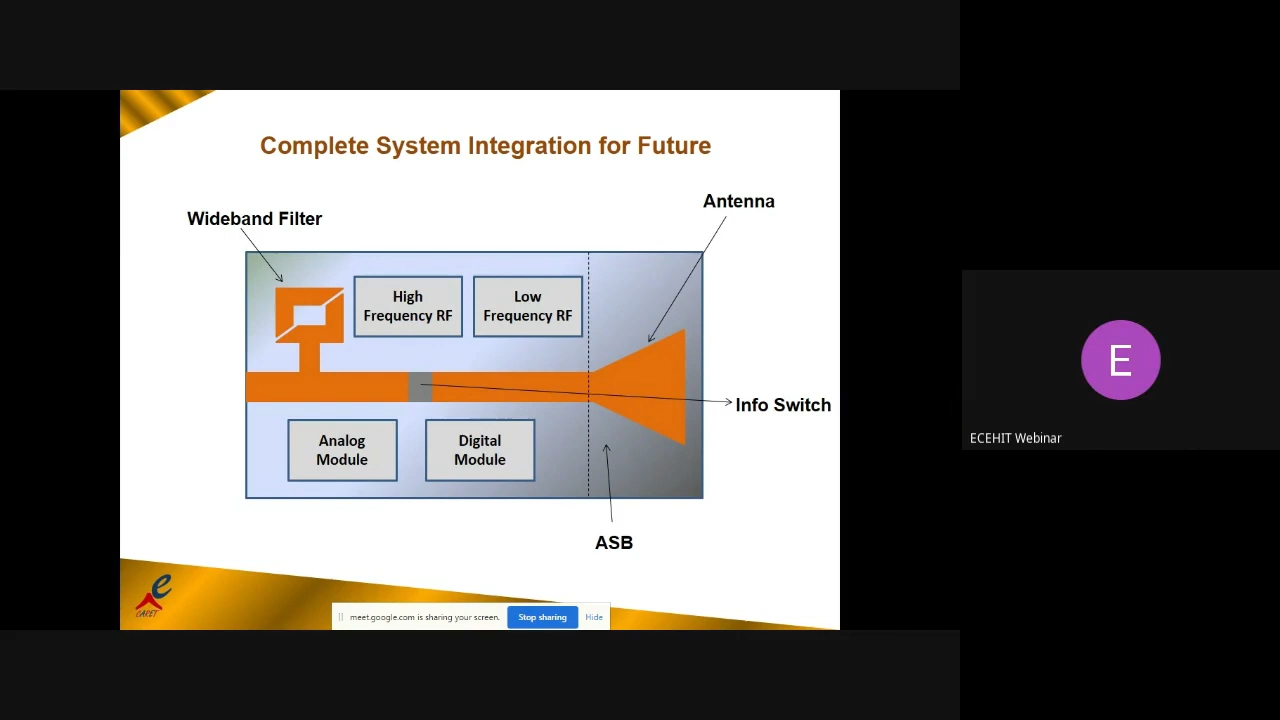 Complete System Integration for Future
Antenna
Wideband Filter
High
Frequency RF
Low
Frequency RF
Info Switch
Analog
Module
Digital
Module
ASB
e
CARET
meet.google.com is sharing your screen.
Stop sharing
Hide
E
ECEHIT Webinar